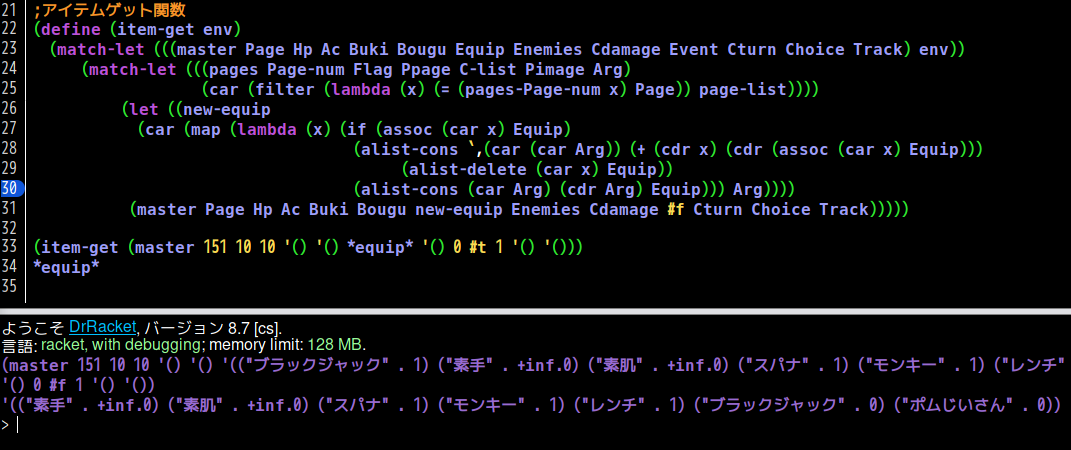 21 ;アイテムゲット関数
22 (define (item-get env)
23 (match-let (((master Page Hp Ac Buki Bougu Equip Enemies Cdamage Event Cturn Choice Track) env))
24 (match-let (((pages Page-num Flag Ppage C-list Pimage Arg)
25 (car (filter (lambda (x) (= (pages-Page-num x) Page)) page-list))))
26 (let ((new-equip
27 (car (map (lambda (x) (if (assoc (car x) Equip)
28 (alist-cons `,(car (car Arg)) (+ (cdr x) (cdr (assoc (car x) Equip)))
29 (alist-delete (car x) Equip))
30 (alist-cons (car Arg) (cdr Arg) Equip))) Arg))))
31 (master Page Hp Ac Buki Bougu new-equip Enemies Cdamage #f Cturn Choice Track)))))
32
33 (item-get (master 151 10 10 '() '() *equip* '() 0 #t 1 '() '()))
34 *equip*
35
ようこそ DrRacket, バージョン 8.7 [cs].
言語: racket, with debugging; memory limit: 128 MB.
(master 151 10 10 '() '() '(("ブラックジャック" . 1) ("素手" . +inf.0) ("素肌" . +inf.0) ("スパナ" . 1) ("モンキー" . 1) ("レンチ"
'() 0 #f 1 '() '())
'(("素手" . +inf.0) ("素肌" . +inf.0) ("スパナ" . 1) ("モンキー" . 1) ("レンチ" . 1) ("ブラックジャック" . 0) ("ポムじいさん" . 0))
>